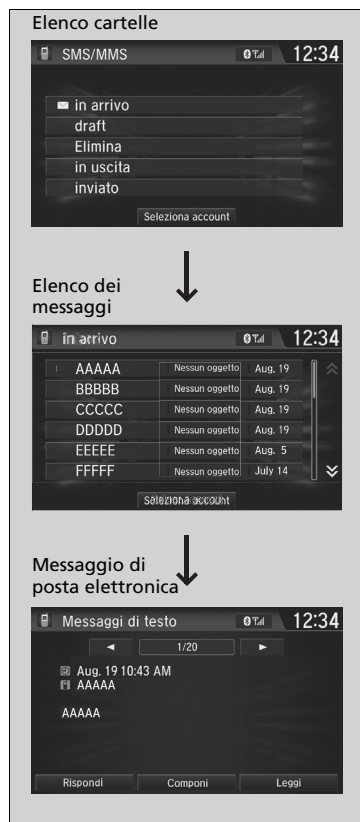 Elenco cartelle
SMS/MMS 12:34
in arrivo
draft
Elimina
in uscita
inviato
Seleziona account
Elenco dei
messaggi
in arrivo 12:34
AAAAA Nessun oggetto Aug. 19
BBBBB Nessun oggetto Aug. 19
CCCCC Nessun oggetto Aug. 19
DDDDD Nessun oggetto Aug. 19
EEEEE Nessun oggetto Aug. 5
FFFFF Nessun oggetto July 14
Seleziona account
Messaggio di
posta elettronica
Messaggi di testo 12:34
1/20
Aug. 19 10:43 AM
AAAAA
AAAAA
Rispondi Componi Leggi